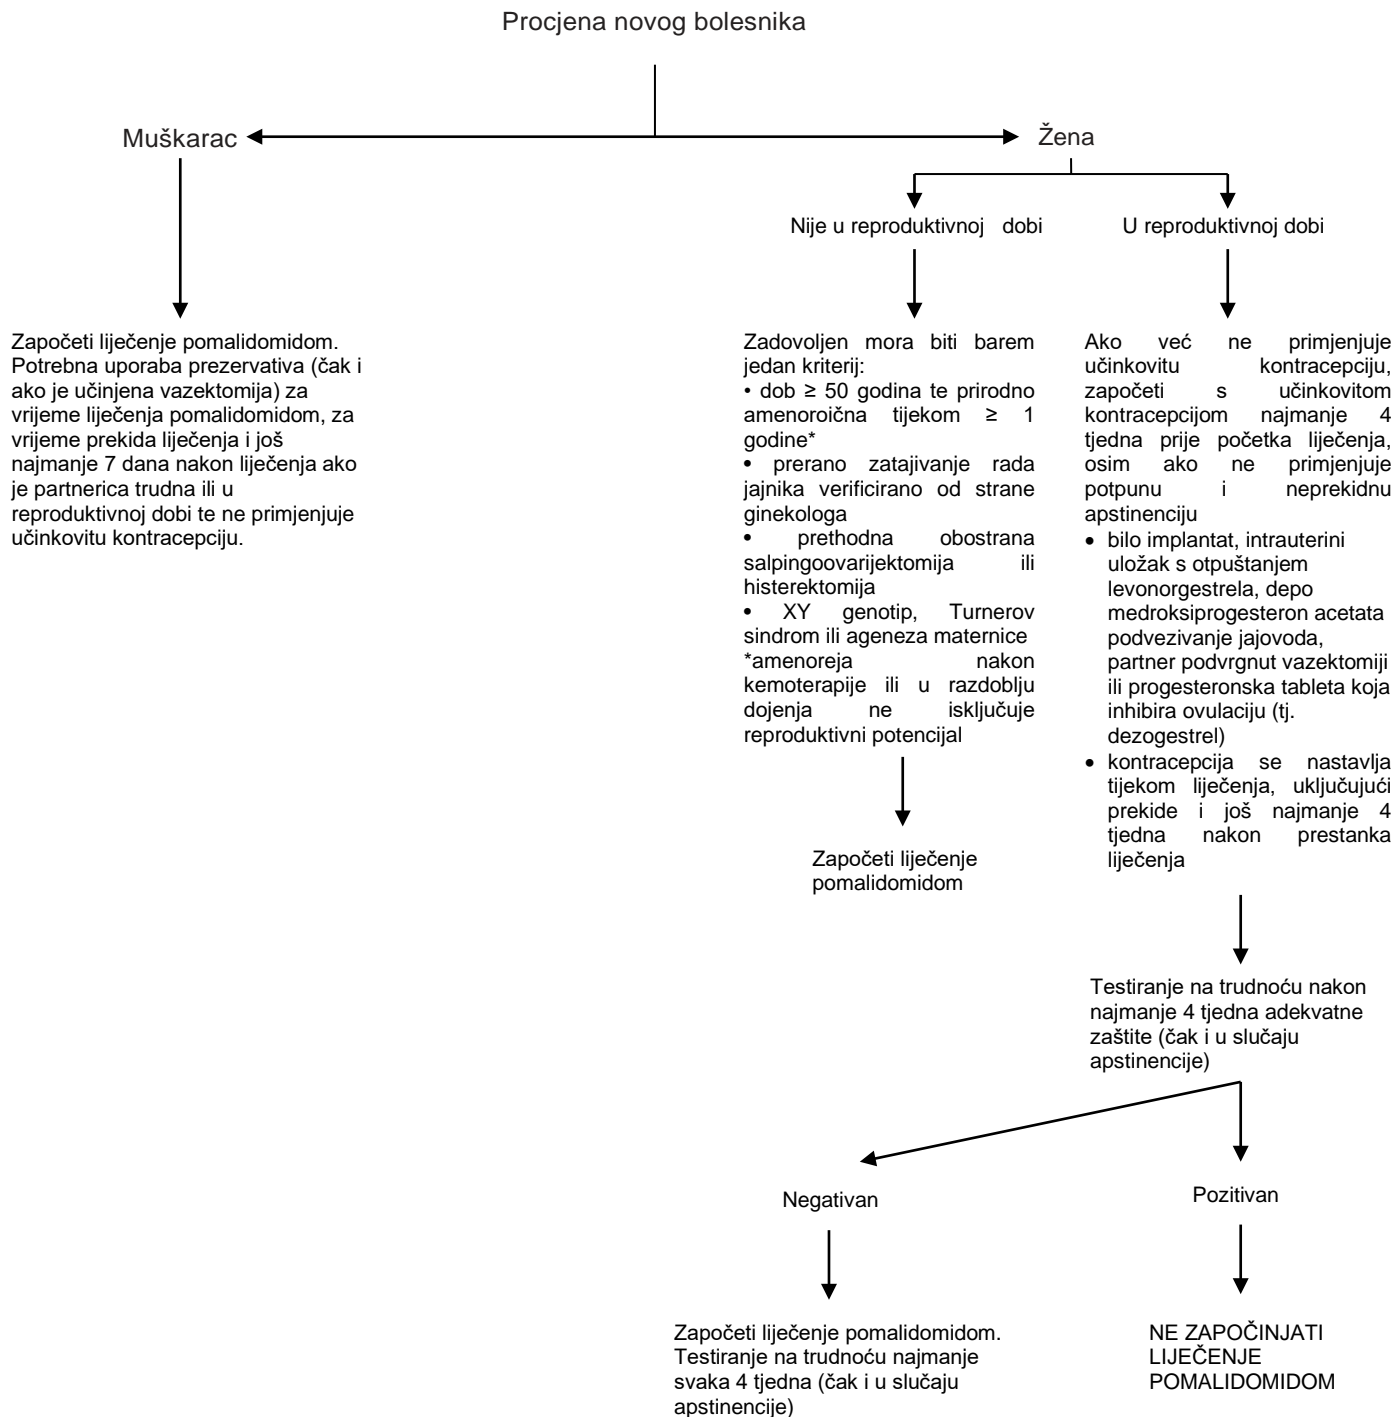 Procjena novog bolesnika
Muškarac
Žena
Nije u reproduktivnoj dobi
U reproduktivnoj dobi
Započeti liječenje pomalidomidom.
Potrebna uporaba prezervativa (čak i
ako je učinjena vazektomija) za
vrijeme liječenja pomalidomidom, za
vrijeme prekida liječenja i još
najmanje 7 dana nakon liječenja ako
je partnerica trudna ili u
reproduktivnoj dobi te ne primjenjuje
učinkovitu kontracepciju.
Zadovoljen mora biti barem
jedan kriterij:
• dob ≥ 50 godina te prirodno
amenoroična tijekom ≥ 1
godine*
• prerano zatajivanje rada
jajnika verificirano od strane
ginekologa
• prethodna obostrana
salpingoovarijektomija ili
histerektomija
• XY genotip, Turnerov
sindrom ili ageneza maternice
*amenoreja nakon
kemoterapije ili u razdoblju
dojenja ne isključuje
reproduktivni potencijal
Započeti liječenje
pomalidomidom
Ako već ne primjenjuje
učinkovitu kontracepciju,
započeti s učinkovitom
kontracepcijom najmanje 4
tjedna prije početka liječenja,
osim ako ne primjenjuje
potpunu i neprekidnu
apstinenciju
• bilo implantat, intrauterini
uložak s otpuštanjem
levonorgestrela, depo
medroksiprogesteron acetata
podvezivanje jajovoda,
partner podvrgnut vazektomiji
ili progesteronska tableta koja
inhibira ovulaciju (tj.
dezogestrel)
• kontracepcija se nastavlja
tijekom liječenja, uključujući
prekide i još najmanje 4
tjedna nakon prestanka
liječenja
Testiranje na trudnoću nakon
najmanje 4 tjedna adekvatne
zaštite (čak i u slučaju
apstinencije)
Negativan
Pozitivan
Započeti liječenje pomalidomidom.
Testiranje na trudnoću najmanje
svaka 4 tjedna (čak i u slučaju
apstinencije)
NE ZAPOČINJATI
LIJEČENJE
POMALIDOMIDOM